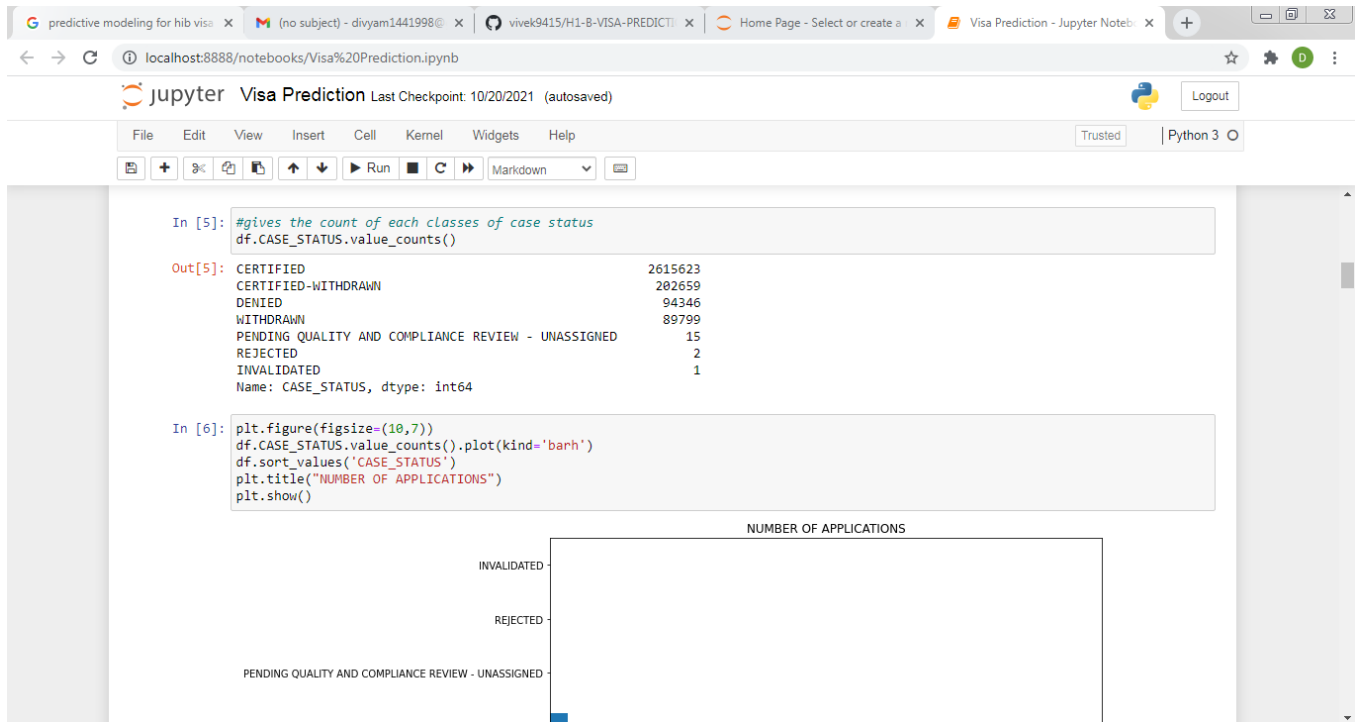 predictive modeling for hib visa
(no subject) - divyam1441998@
vivek9415/H1-B-VISA-PREDICTI
Home Page - Select or create a
Visa Prediction - Jupyter Noteb
localhost:8888/notebooks/Visa%20Prediction.ipynb
D
jupyter Visa Prediction Last Checkpoint: 10/20/2021 (autosaved)
Logout
File Edit View Insert Cell Kernel Widgets Help
Trusted
Python 3
Run
Markdown
In [5]: #gives the count of each classes of case status
df.CASE_STATUS.value_counts()
Out[5]: CERTIFIED 2615623
CERTIFIED-WITHDRAWN 202659
DENIED 94346
WITHDRAWN 89799
PENDING QUALITY AND COMPLIANCE REVIEW - UNASSIGNED 15
REJECTED 2
INVALIDATED 1
Name: CASE_STATUS, dtype: int64
In [6]: plt.figure(figsize=(10,7))
df.CASE_STATUS.value_counts().plot(kind='barh')
df.sort_values('CASE_STATUS')
plt.title("NUMBER OF APPLICATIONS")
plt.show()
NUMBER OF APPLICATIONS
INVALIDATED
REJECTED
PENDING QUALITY AND COMPLIANCE REVIEW - UNASSIGNED